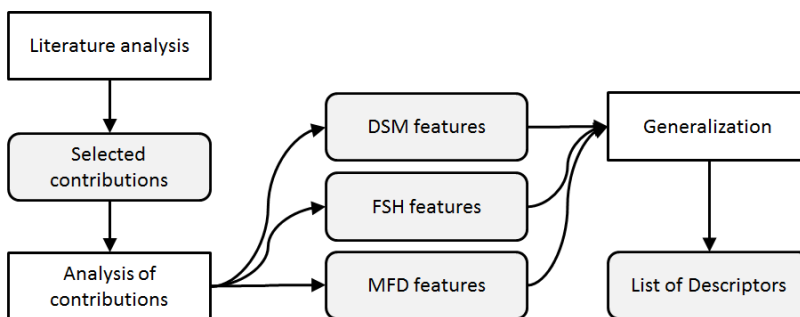 Literature analysis
Selected
contributions
Analysis of
contributions
DSM features
FSH features
MFD features
Generalization
List of Descriptors